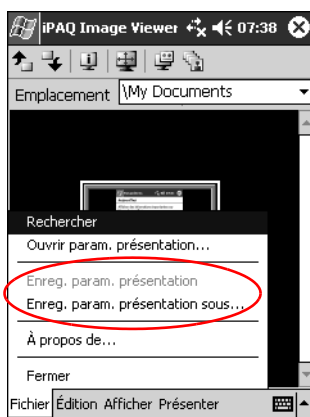 iPAQ Image Viewer 07:38
Emplacement \My Documents
Rechercher
Ouvrir param. présentation...
Enreg. param. présentation
Enreg. param. présentation sous...
À propos de...
Fermer
Fichier Édition Afficher Présenter